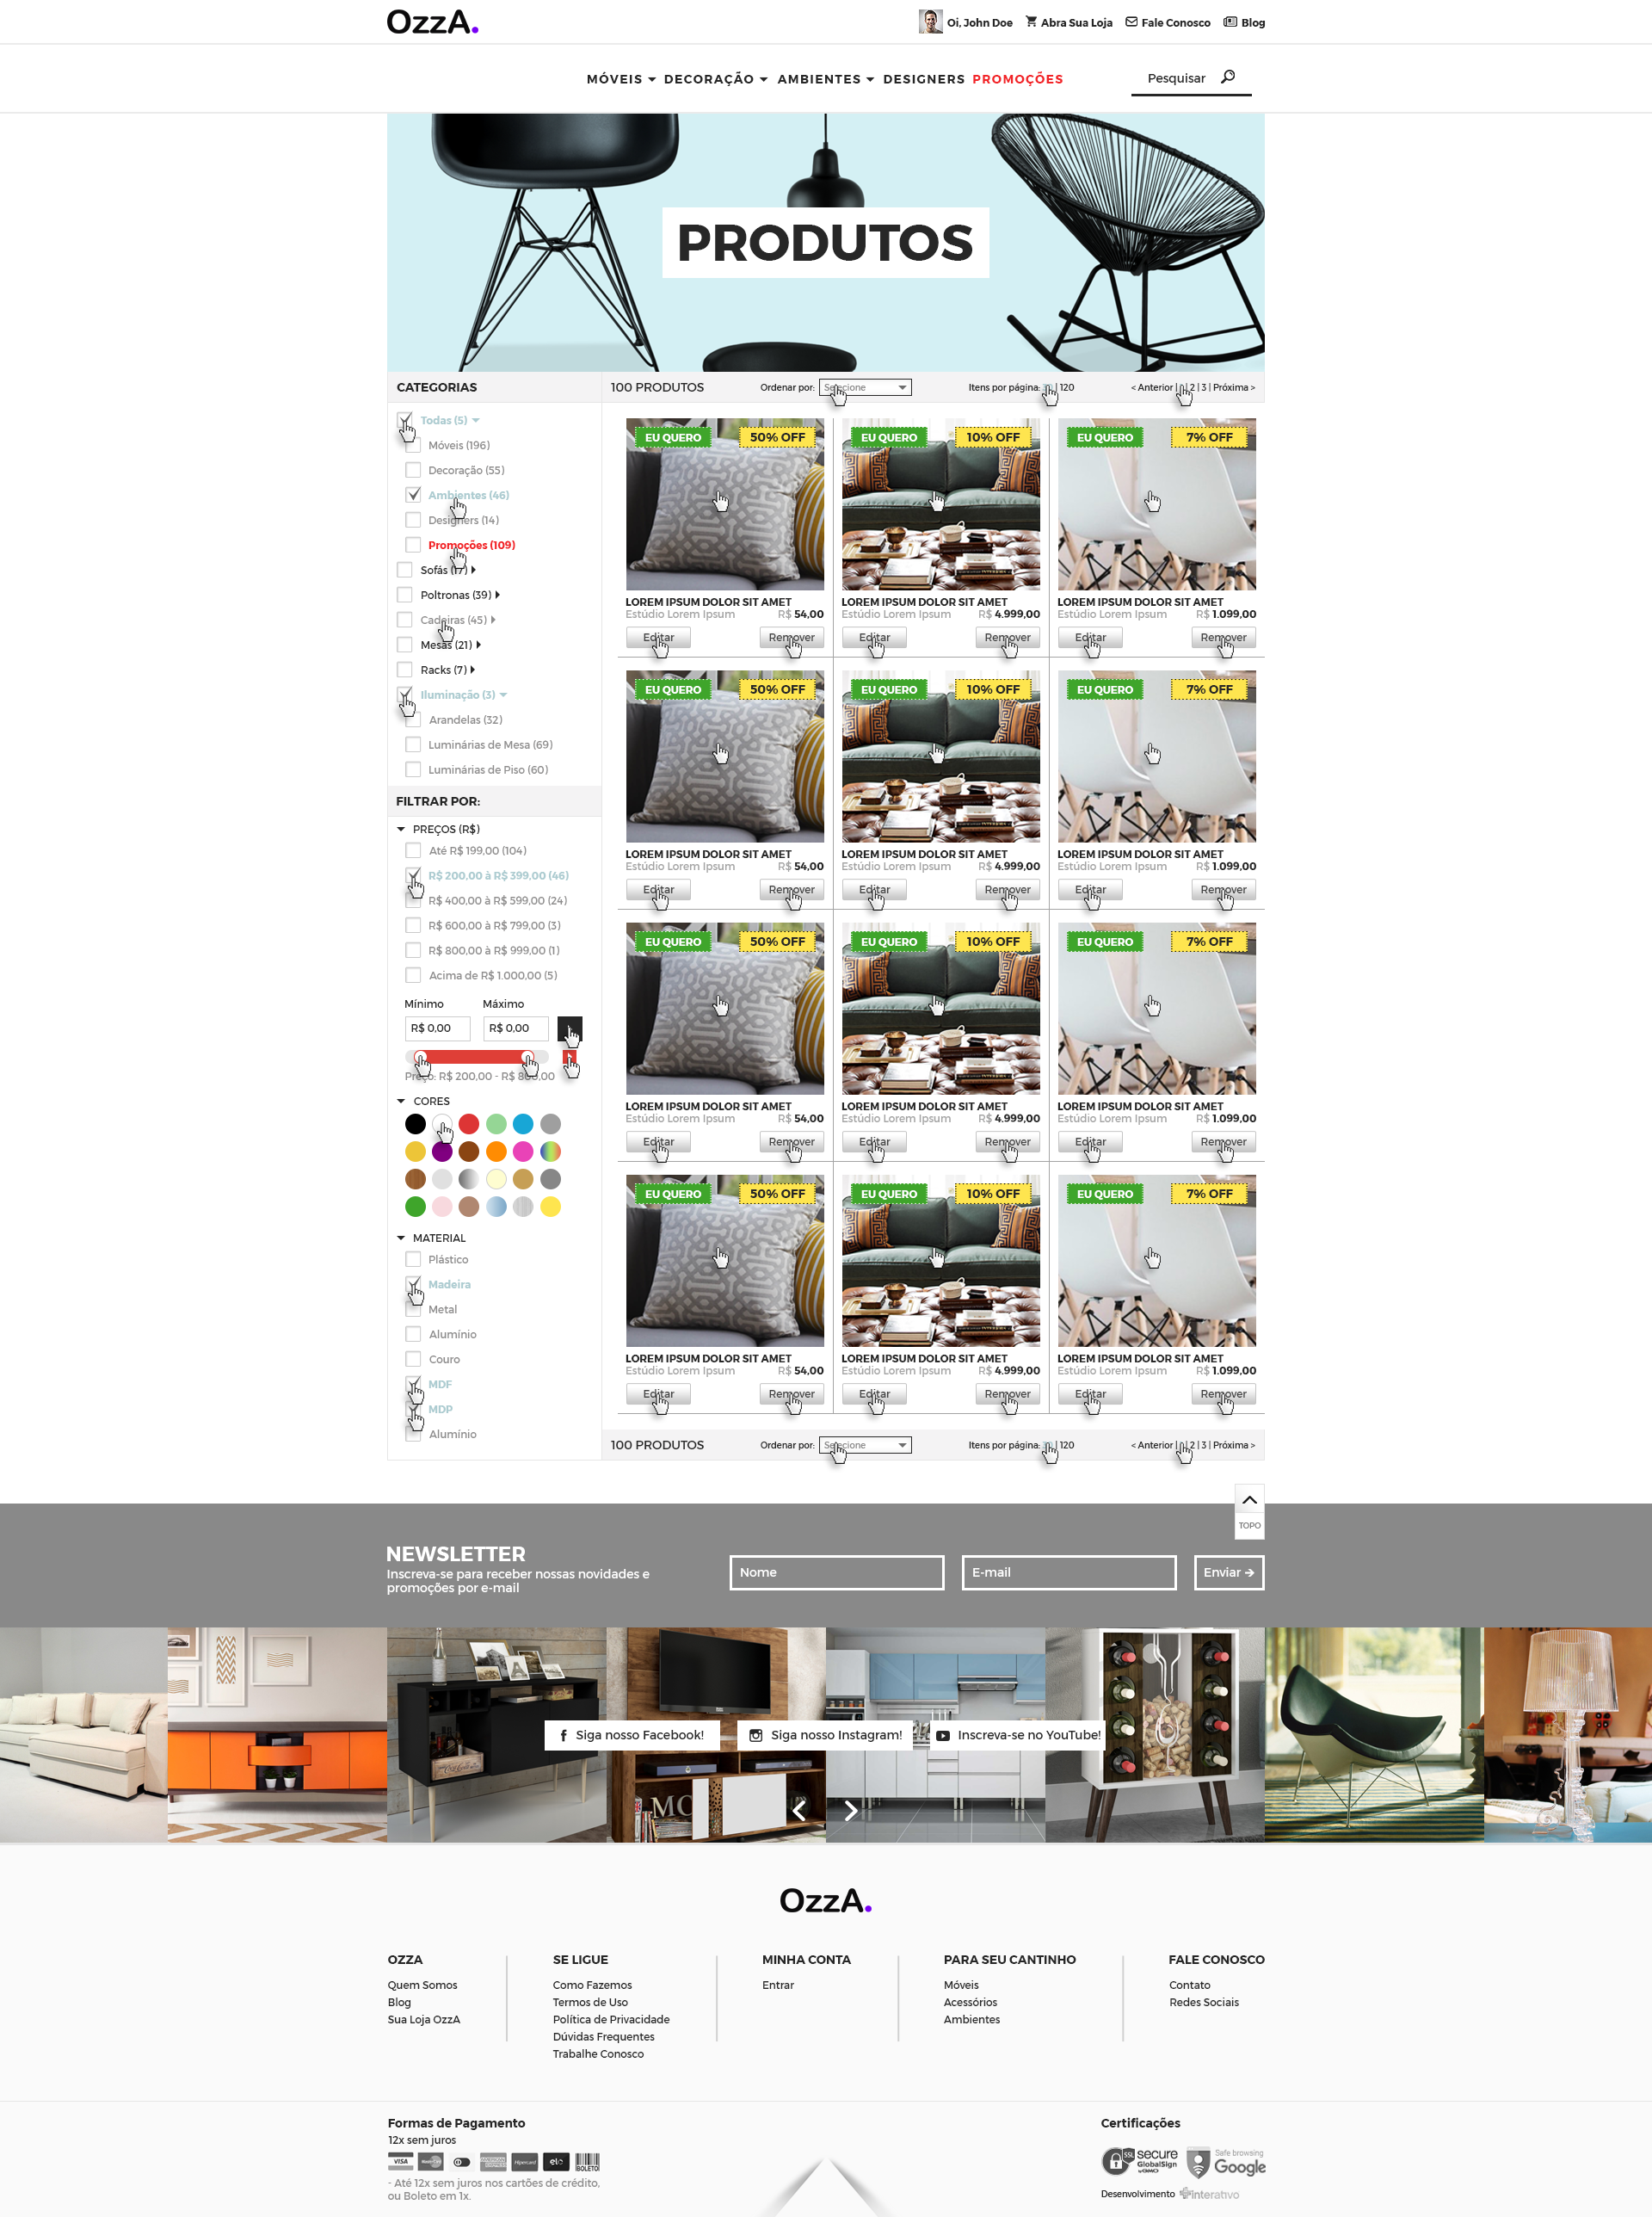 OzzA.
Oi, John Doe Abra Sua Loja Fale Conosco Blog
MÓVEIS DECORAÇÃO AMBIENTES DESIGNERS PROMOÇÕES
Pesquisar
PRODUTOS
CATEGORIAS
Todas (5)
Móveis (196)
Decoração (55)
Ambientes (46)
Designers (14)
Promoções (109)
Sofás (17)
Poltronas (39)
Cadeiras (45)
Mesas (21)
Racks (7)
Iluminação (3)
Arandelas (32)
Luminárias de Mesa (69)
Luminárias de Piso (60)
FILTRAR POR:
PREÇOS (R$)
Até R$ 199,00 (104)
R$ 200,00 à R$ 399,00 (46)
R$ 400,00 à R$ 599,00 (24)
R$ 600,00 à R$ 799,00 (3)
R$ 800,00 à R$ 999,00 (1)
Acima de R$ 1.000,00 (5)
Mínimo Máximo
R$ 0,00 R$ 0,00
Preço: R$ 200,00 - R$ 800,00
CORES
MATERIAL
Plástico
Madeira
Metal
Alumínio
Couro
MDF
MDP
Alumínio
100 PRODUTOS Ordenar por: Selecione Itens por página: | 120 < Anterior | | 2 | 3 | Próxima >
EU QUERO 50% OFF EU QUERO 10% OFF EU QUERO 7% OFF
LOREM IPSUM DOLOR SIT AMET LOREM IPSUM DOLOR SIT AMET LOREM IPSUM DOLOR SIT AMET
Estúdio Lorem Ipsum R$ 54,00 Estúdio Lorem Ipsum R$ 4.999,00 Estúdio Lorem Ipsum R$ 1.099,00
Editar Remover Editar Remover Editar Remover
EU QUERO 50% OFF EU QUERO 10% OFF EU QUERO 7% OFF
LOREM IPSUM DOLOR SIT AMET LOREM IPSUM DOLOR SIT AMET LOREM IPSUM DOLOR SIT AMET
Estúdio Lorem Ipsum R$ 54,00 Estúdio Lorem Ipsum R$ 4.999,00 Estúdio Lorem Ipsum R$ 1.099,00
Editar Remover Editar Remover Editar Remover
EU QUERO 50% OFF EU QUERO 10% OFF EU QUERO 7% OFF
LOREM IPSUM DOLOR SIT AMET LOREM IPSUM DOLOR SIT AMET LOREM IPSUM DOLOR SIT AMET
Estúdio Lorem Ipsum R$ 54,00 Estúdio Lorem Ipsum R$ 4.999,00 Estúdio Lorem Ipsum R$ 1.099,00
Editar Remover Editar Remover Editar Remover
EU QUERO 50% OFF EU QUERO 10% OFF EU QUERO 7% OFF
LOREM IPSUM DOLOR SIT AMET LOREM IPSUM DOLOR SIT AMET LOREM IPSUM DOLOR SIT AMET
Estúdio Lorem Ipsum R$ 54,00 Estúdio Lorem Ipsum R$ 4.999,00 Estúdio Lorem Ipsum R$ 1.099,00
Editar Remover Editar Remover Editar Remover
100 PRODUTOS Ordenar por: Selecione Itens por página: | 120 < Anterior | | 2 | 3 | Próxima >
TOPO
NEWSLETTER
Inscreva-se para receber nossas novidades e
promoções por e-mail
Nome E-mail Enviar
Siga nosso Facebook! Siga nosso Instagram! Inscreva-se no YouTube!
OzzA.
OZZA
Quem Somos
Blog
Sua Loja OzzA
SE LIGUE
Como Fazemos
Termos de Uso
Política de Privacidade
Dúvidas Frequentes
Trabalhe Conosco
MINHA CONTA
Entrar
PARA SEU CANTINHO
Móveis
Acessórios
Ambientes
FALE CONOSCO
Contato
Redes Sociais
Formas de Pagamento
12x sem juros
VISA MasterCard AMERICAN EXPRESS Hipercard elo BOLETO
- Até 12x sem juros nos cartões de crédito,
ou Boleto em 1x.
Certificações
SSL secure GlobalSign by GMO
Safe browsing Google
Desenvolvimento interativo